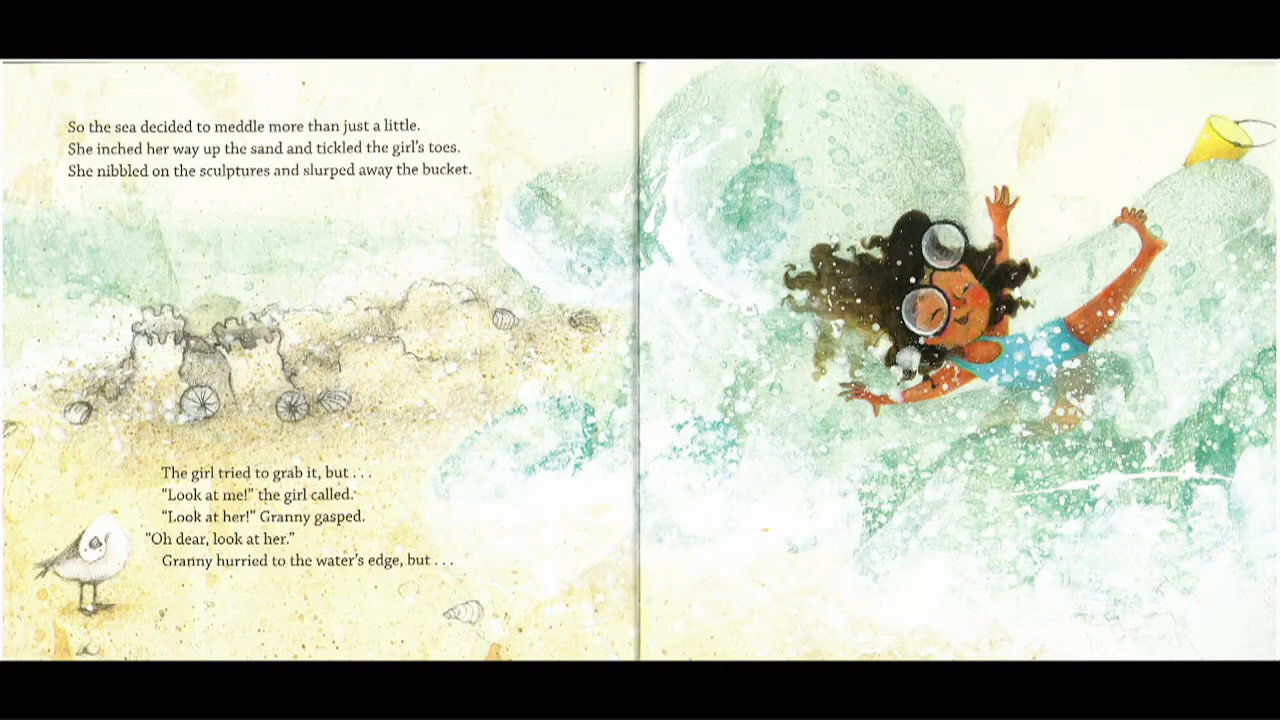 So the sea decided to meddle more than just a little.
She inched her way up the sand and tickled the girl's toes.
She nibbled on the sculptures and slurped away the bucket.
The girl tried to grab it, but . . .
“Look at me!” the girl called.
“Look at her!” Granny gasped.
“Oh dear, look at her.”
Granny hurried to the water's edge, but . . .